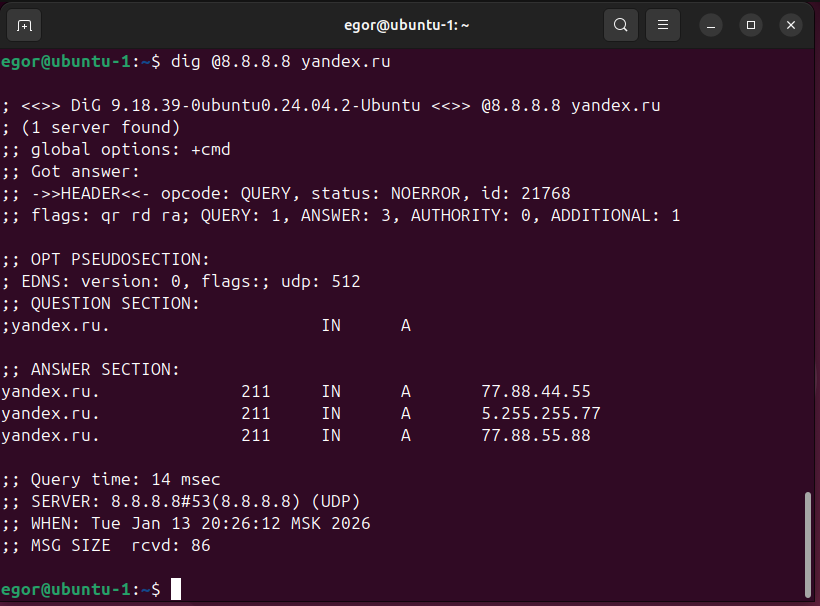 egor@ubuntu-1: ~
egor@ubuntu-1:~$ dig @8.8.8.8 yandex.ru
; <<>> DiG 9.18.39-0ubuntu0.24.04.2-Ubuntu <<>> @8.8.8.8 yandex.ru
; (1 server found)
;; global options: +cmd
;; Got answer:
;; ->>HEADER<<- opcode: QUERY, status: NOERROR, id: 21768
;; flags: qr rd ra; QUERY: 1, ANSWER: 3, AUTHORITY: 0, ADDITIONAL: 1
;; OPT PSEUDOSECTION:
; EDNS: version: 0, flags:; udp: 512
;; QUESTION SECTION:
;yandex.ru. IN A
;; ANSWER SECTION:
yandex.ru. 211 IN A 77.88.44.55
yandex.ru. 211 IN A 5.255.255.77
yandex.ru. 211 IN A 77.88.55.88
;; Query time: 14 msec
;; SERVER: 8.8.8.8#53(8.8.8.8) (UDP)
;; WHEN: Tue Jan 13 20:26:12 MSK 2026
;; MSG SIZE  rcvd: 86
egor@ubuntu-1:~$